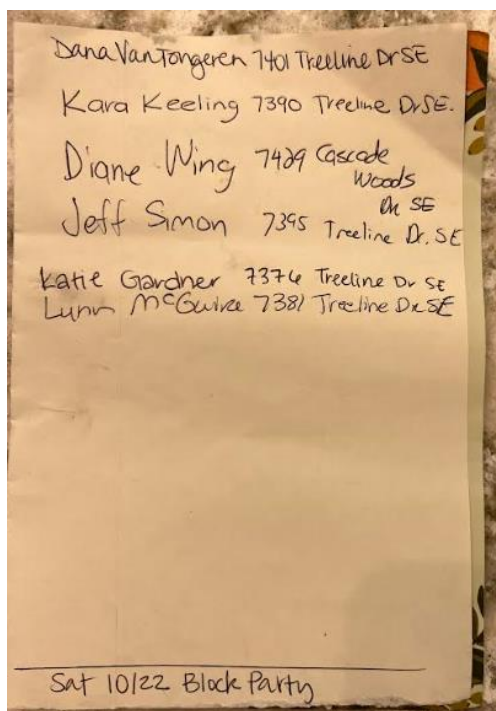 Dana VanTongeren 7401 Treeline Dr SE
Kara Keeling 7390 Treeline Dr SE.
Diane Wing 7429 Cascade
Woods
Dr SE
Jeff Simon 7395 Treeline Dr. SE
Katie Gardner 7376 Treeline Dr SE
Lynn McGuire 7381 Treeline Dr SE
Sat 10/22 Block Party